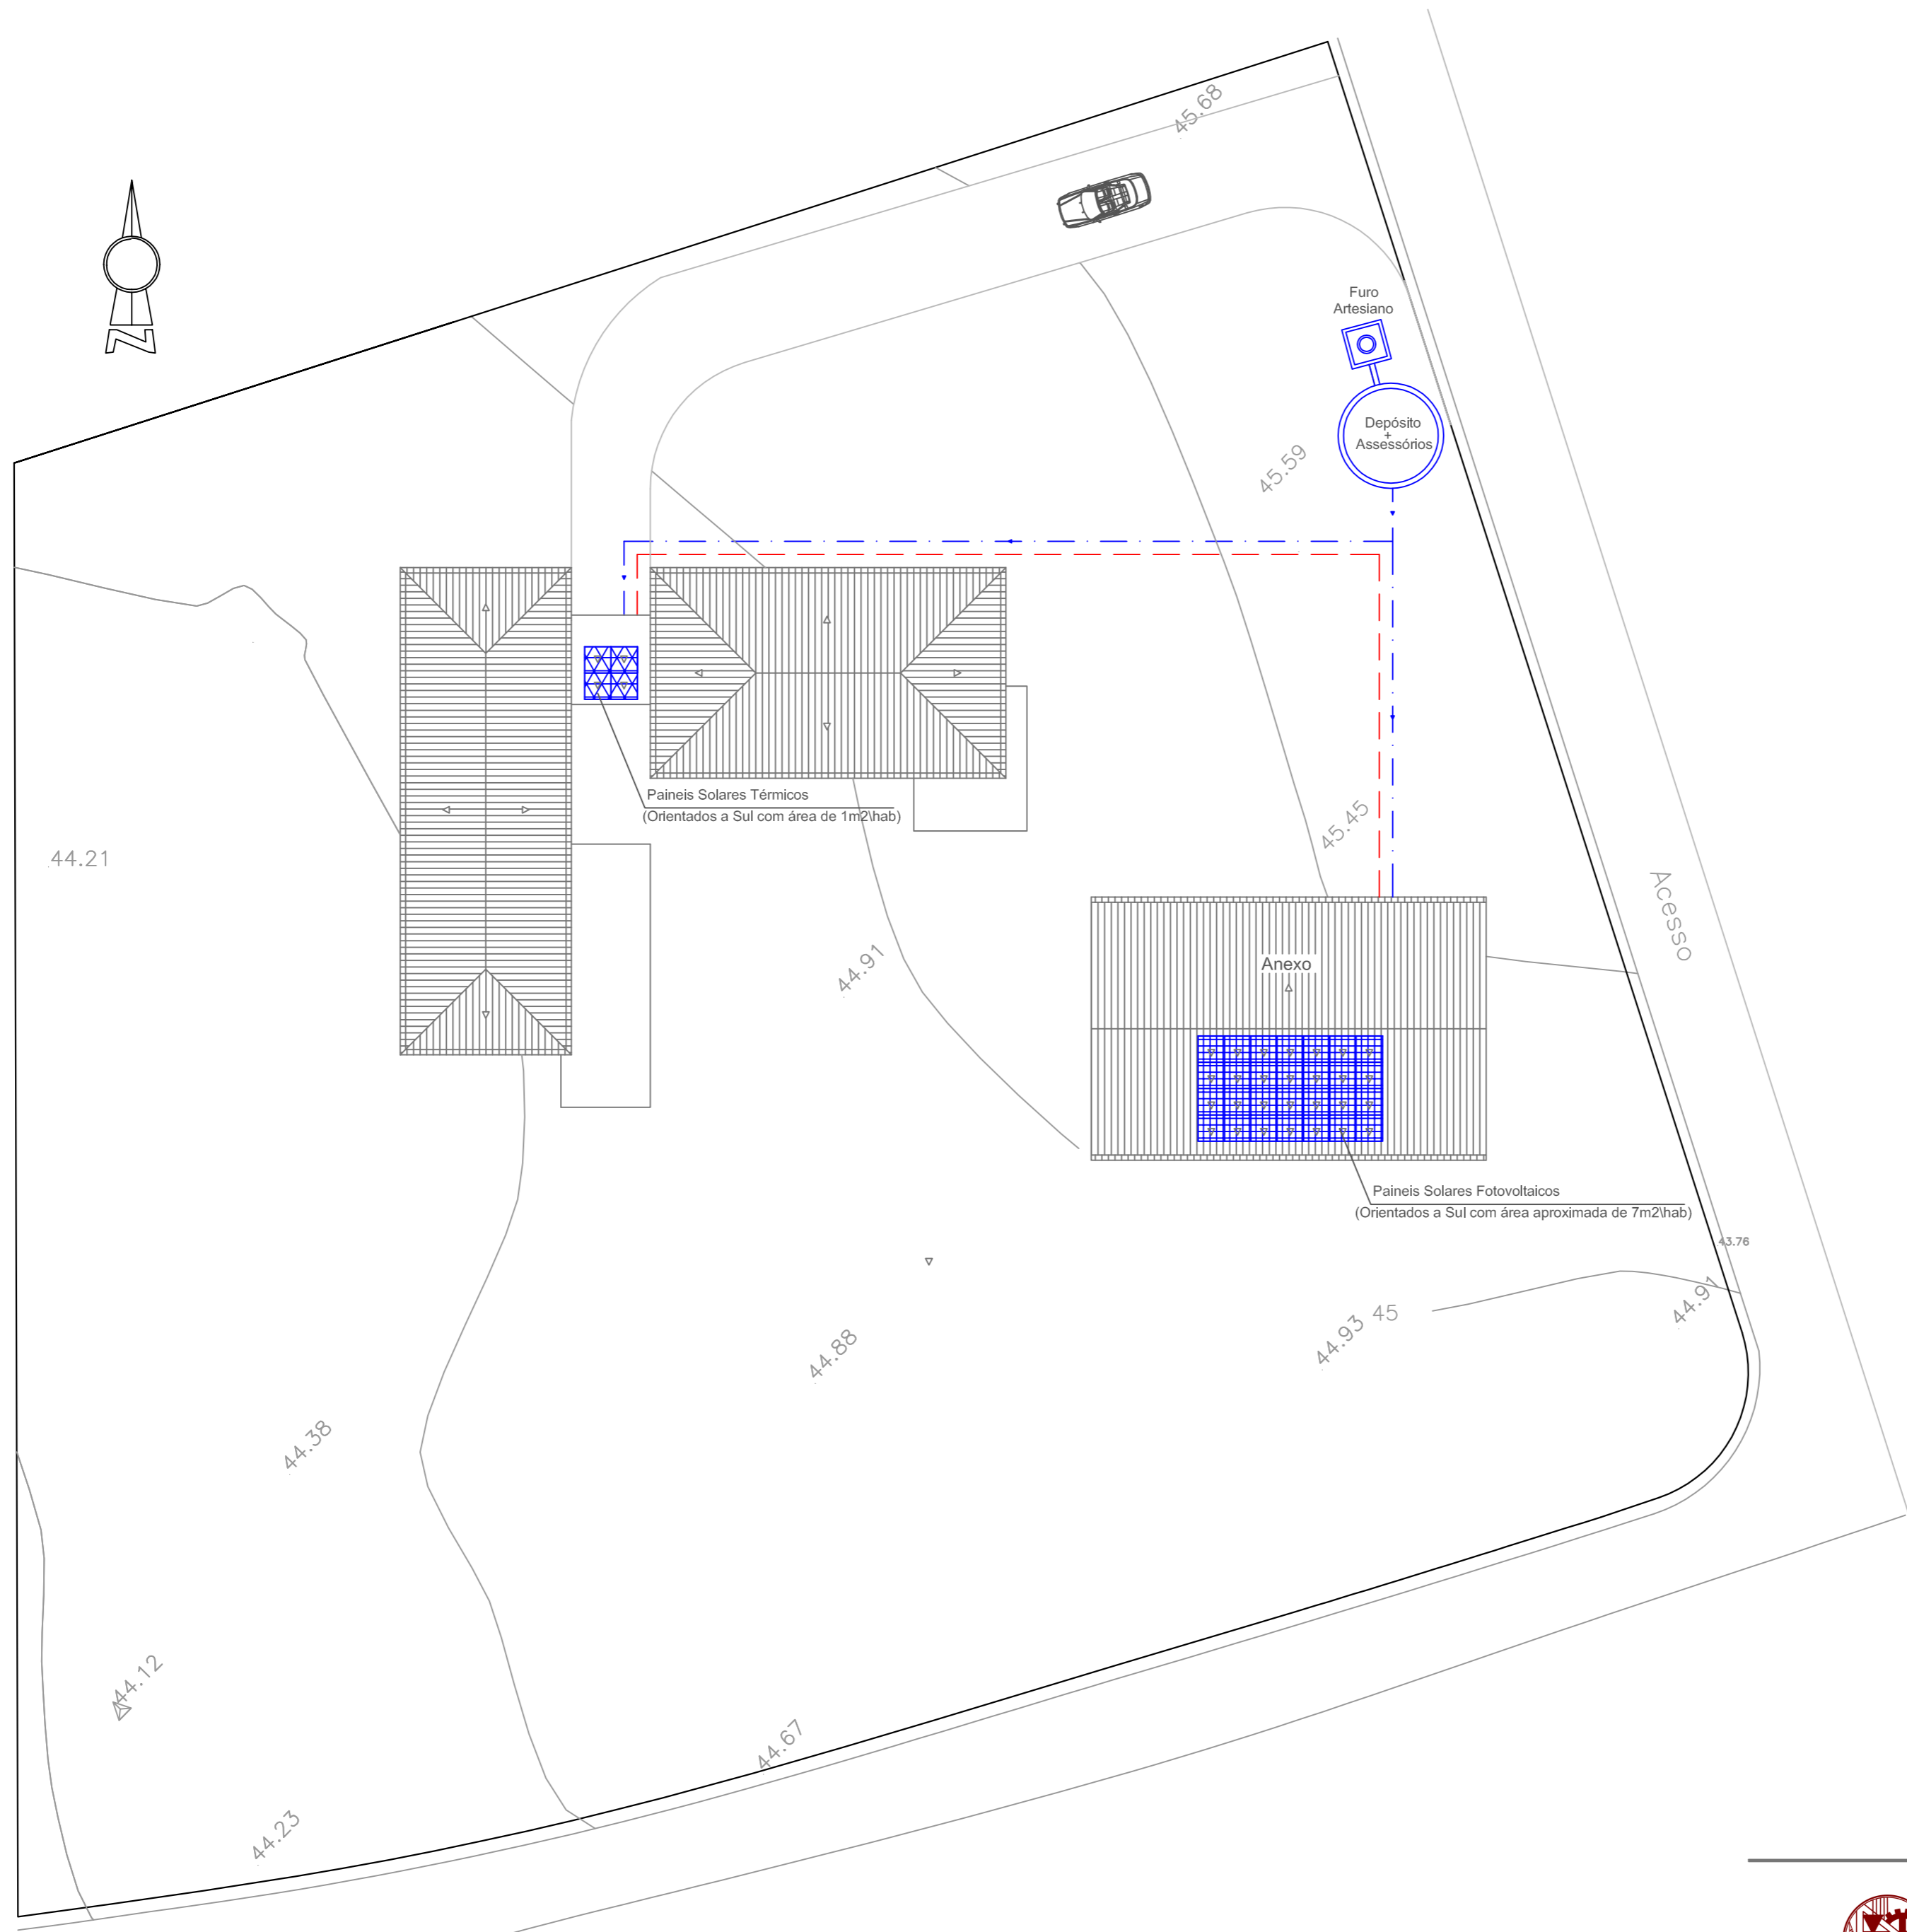 45.68
N
Furo
Artesiano
Depósito
+
Assessórios
45.59
Paineis Solares Térmicos
(Orientados a Sul com área de 1m2\hab)
45.45
44.21
Acesso
44.91
Anexo
Paineis Solares Fotovoltaicos
(Orientados a Sul com área aproximada de 7m2\hab)
43.76
44.91
44.93
45
44.88
44.38
44.12
44.67
44.23